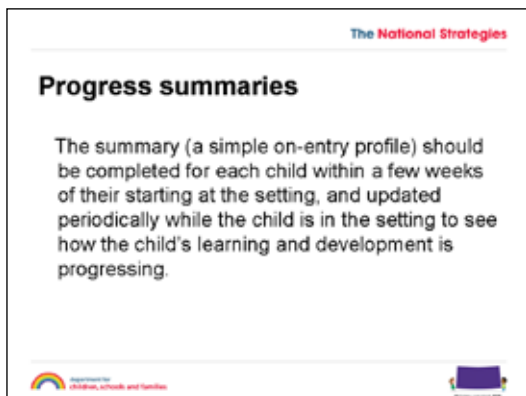 The National Strategies
Progress summaries
The summary (a simple on-entry profile) should
be completed for each child within a few weeks
of their starting at the setting, and updated
periodically while the child is in the setting to see
how the child's learning and development is
progressing.
department for
children, schools and families